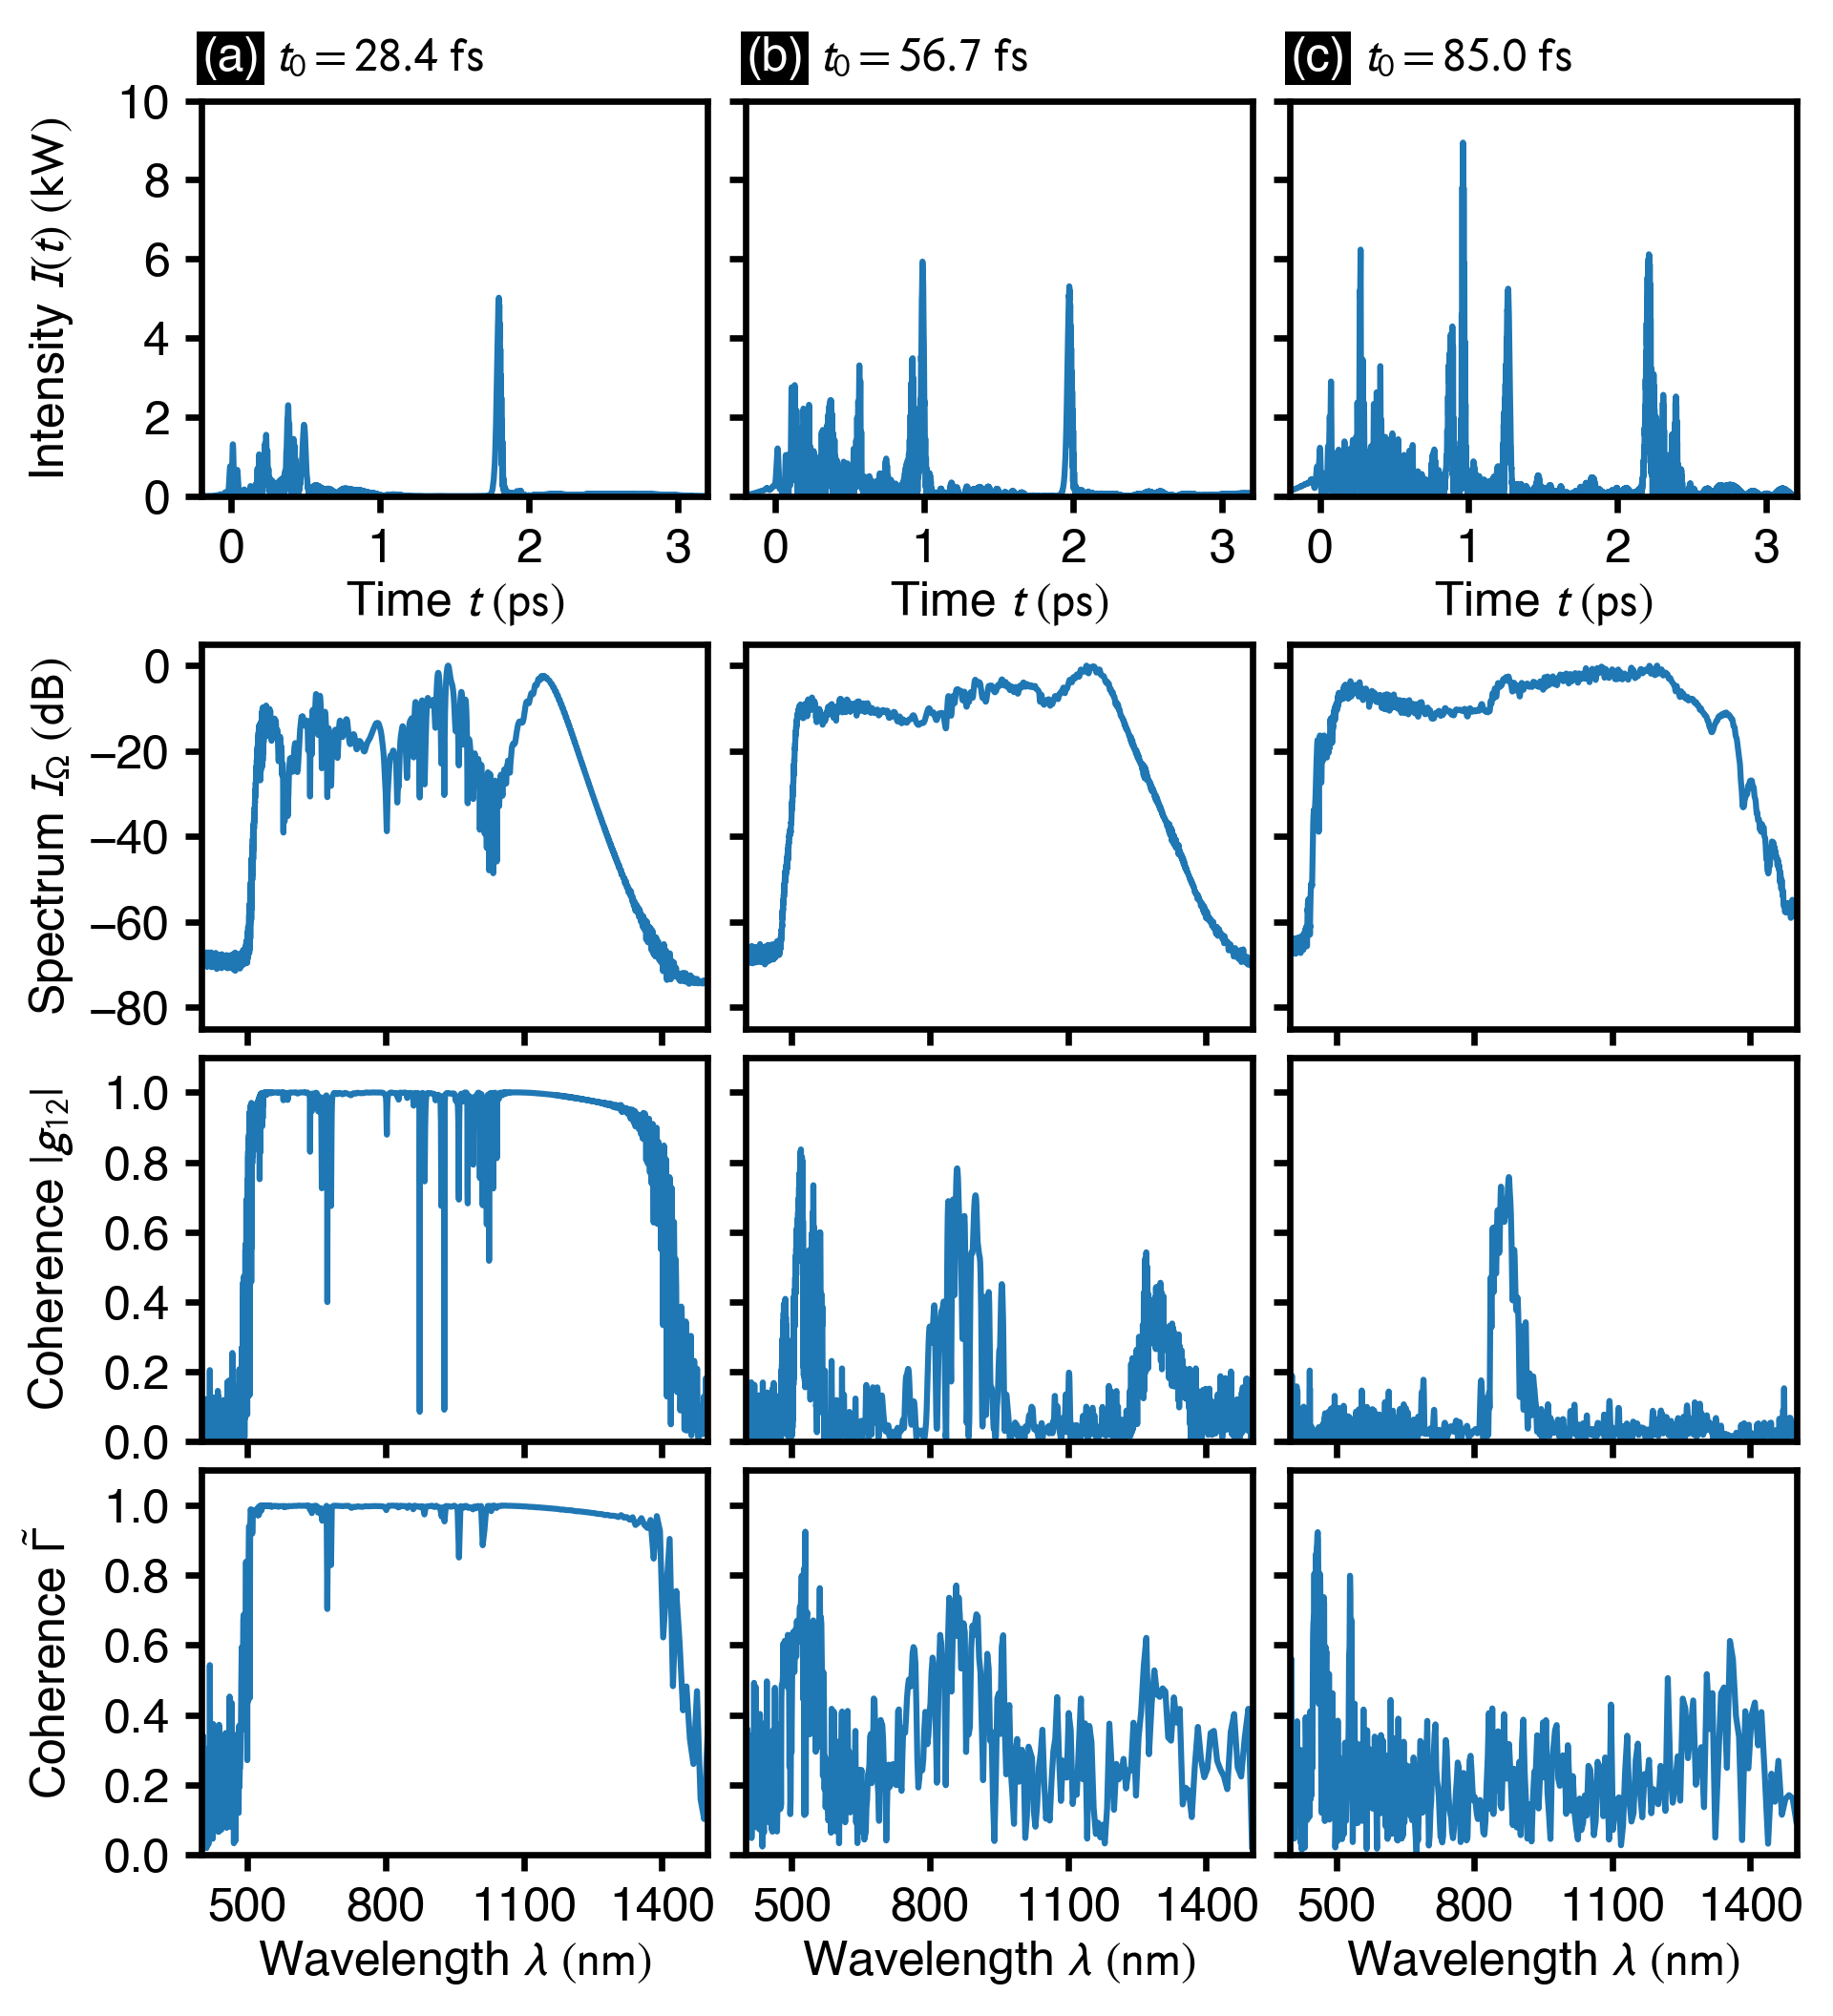 (a) t₀ = 28.4 fs (b) t₀ = 56.7 fs (c) t₀ = 85.0 fs
Intensity I(t) (kW)
10
8
6
4
2
0
0 1 2 3 0 1 2 3 0 1 2 3
Time t (ps) Time t (ps) Time t (ps)
Spectrum I_Ω (dB)
0
−20
−40
−60
−80
Coherence |g₁₂|
1.0
0.8
0.6
0.4
0.2
0.0
Coherence Γ̃
1.0
0.8
0.6
0.4
0.2
0.0
500 800 1100 1400 500 800 1100 1400 500 800 1100 1400
Wavelength λ (nm) Wavelength λ (nm) Wavelength λ (nm)